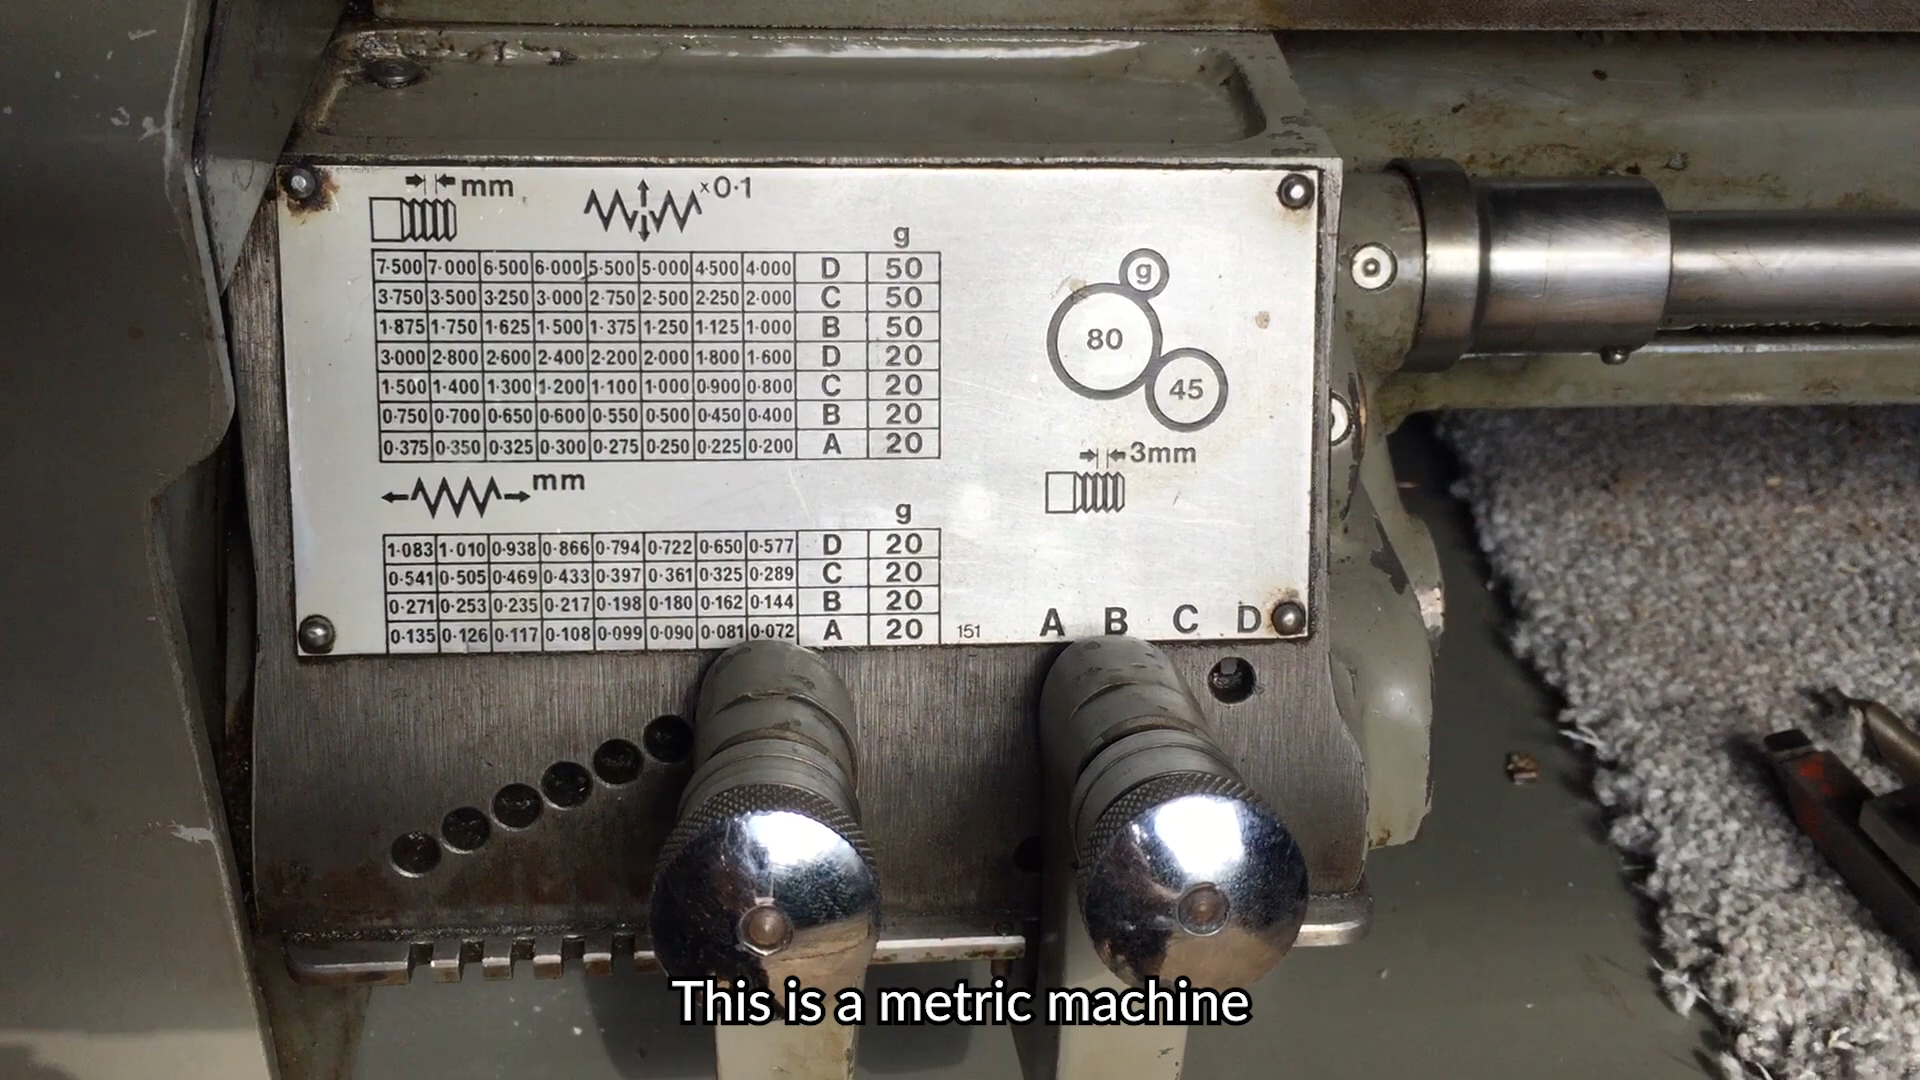 mm ×0·1
g
7·500 7·000 6·500 6·000 5·500 5·000 4·500 4·000 D 50
3·750 3·500 3·250 3·000 2·750 2·500 2·250 2·000 C 50
1·875 1·750 1·625 1·500 1·375 1·250 1·125 1·000 B 50
3·000 2·800 2·600 2·400 2·200 2·000 1·800 1·600 D 20
1·500 1·400 1·300 1·200 1·100 1·000 0·900 0·800 C 20
0·750 0·700 0·650 0·600 0·550 0·500 0·450 0·400 B 20
0·375 0·350 0·325 0·300 0·275 0·250 0·225 0·200 A 20
mm
g
1·083 1·010 0·938 0·866 0·794 0·722 0·650 0·577 D 20
0·541 0·505 0·469 0·433 0·397 0·361 0·325 0·289 C 20
0·271 0·253 0·235 0·217 0·198 0·180 0·162 0·144 B 20
0·135 0·126 0·117 0·108 0·099 0·090 0·081 0·072 A 20
151
g
80
45
3mm
A B C D
This is a metric machine